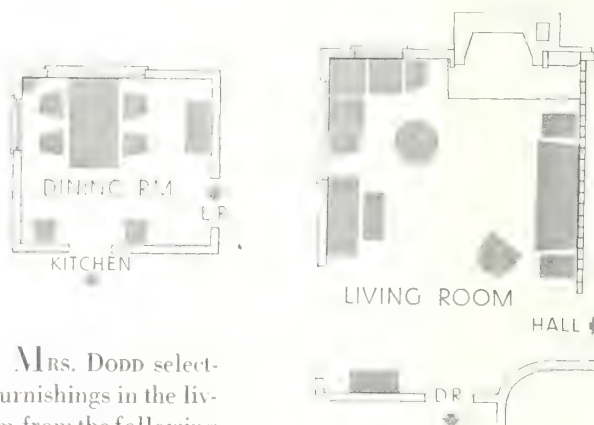 DINING RM
L R
KITCHEN
LIVING ROOM
HALL
DR
MRS. DODD select-
urnishings in the liv-
from the following